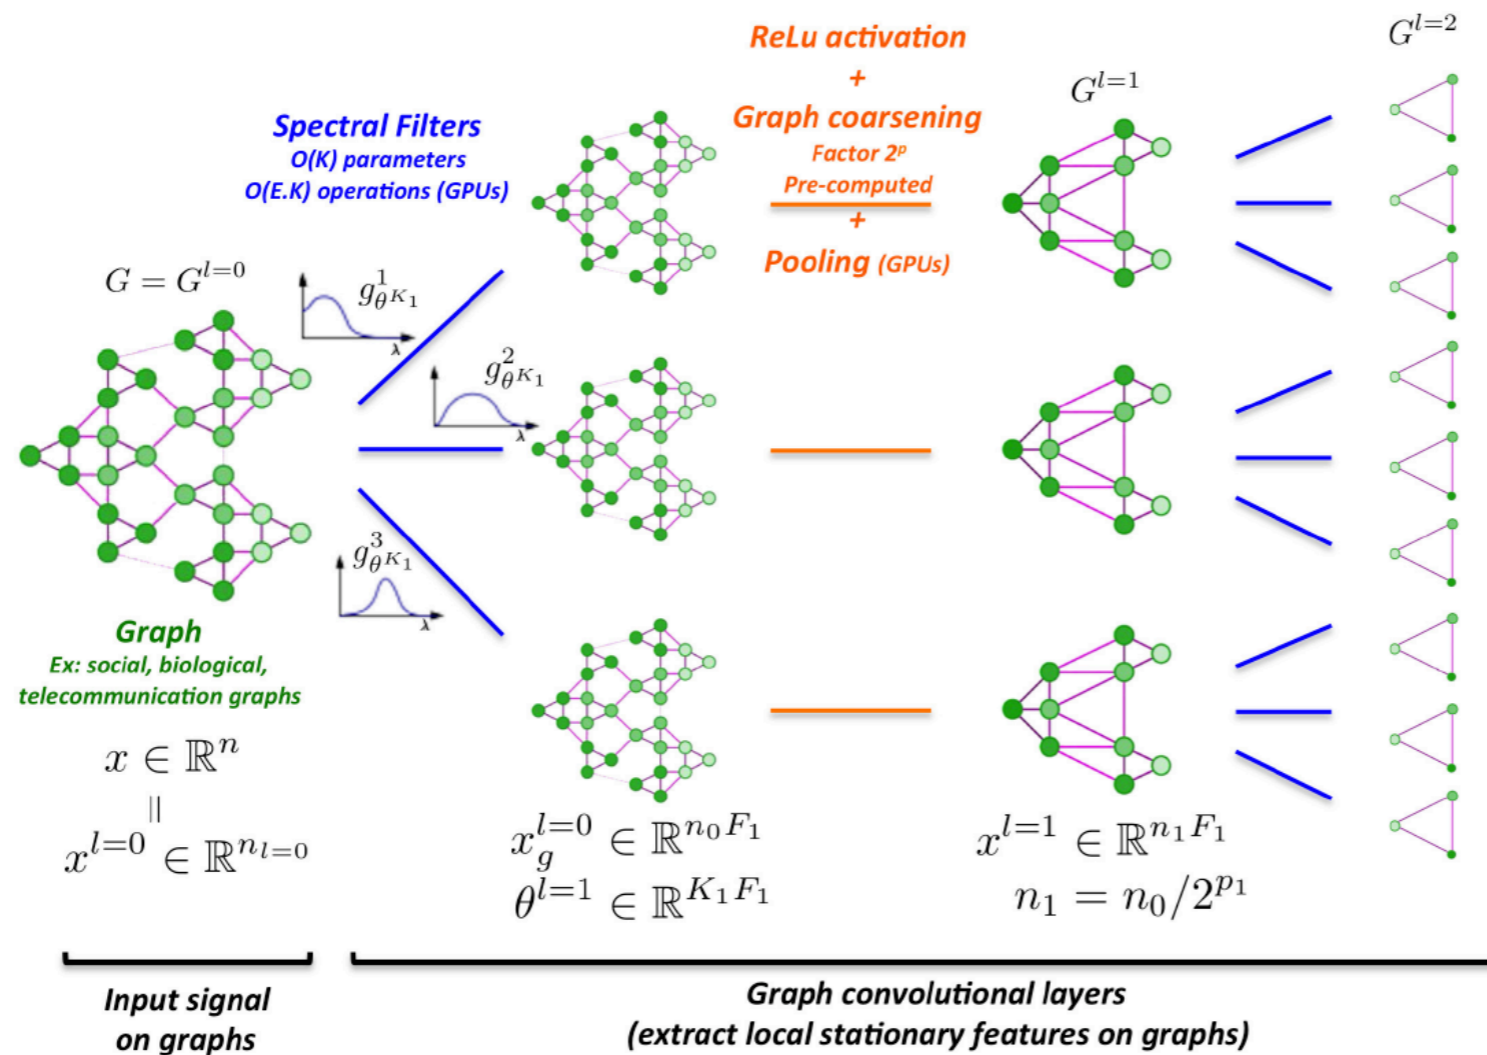 G = G^{l=0}
Graph
Ex: social, biological,
telecommunication graphs
x ∈ ℝ^n
||
x^{l=0} ∈ ℝ^{n_{l=0}}
Input signal
on graphs
Spectral Filters
O(K) parameters
O(E.K) operations (GPUs)
g^1_{θ^{K_1}}
λ
g^2_{θ^{K_1}}
λ
g^3_{θ^{K_1}}
λ
x_g^{l=0} ∈ ℝ^{n_0 F_1}
θ^{l=1} ∈ ℝ^{K_1 F_1}
ReLu activation
+
Graph coarsening
Factor 2^p
Pre-computed
+
Pooling (GPUs)
G^{l=1}
x^{l=1} ∈ ℝ^{n_1 F_1}
n_1 = n_0/2^{p_1}
G^{l=2}
Graph convolutional layers
(extract local stationary features on graphs)